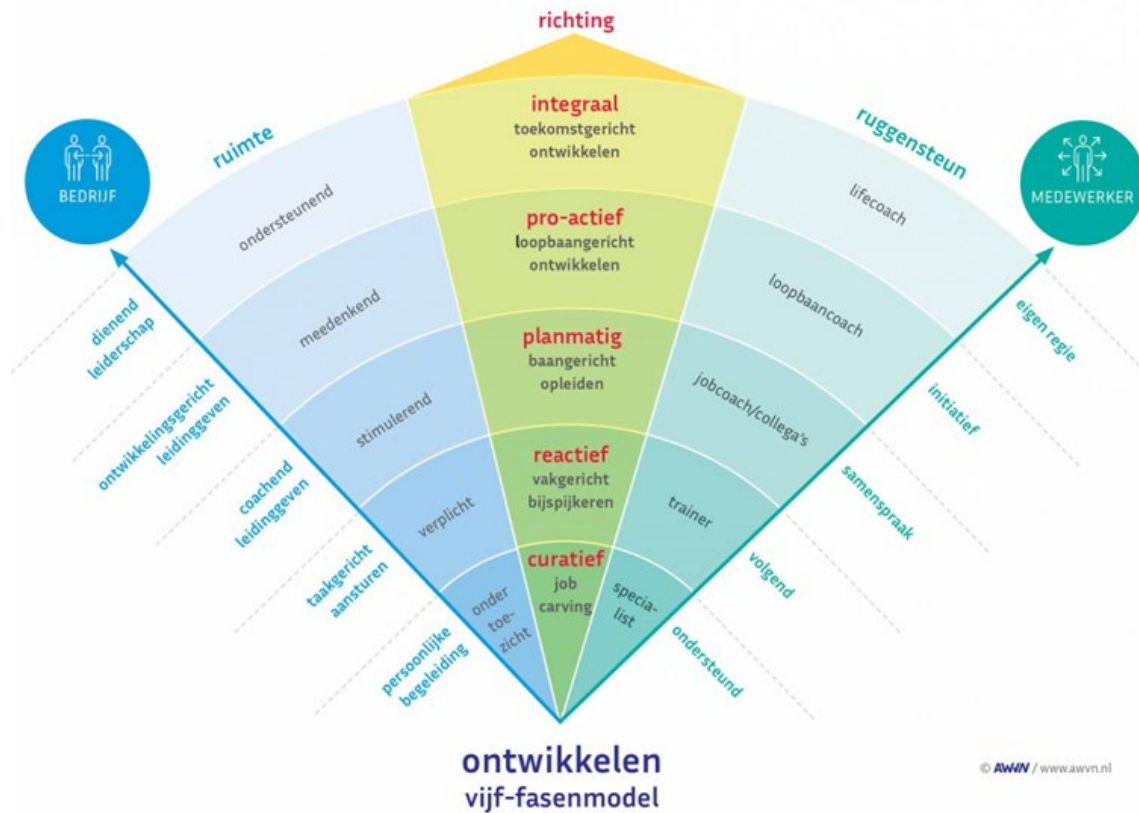 richting
integraal
toekomstgericht
ontwikkelen
pro-actief
loopbaangericht
ontwikkelen
planmatig
baangericht
opleiden
reactief
vakgericht
bijspijkeren
curatief
job
carving
BEDRIJF
ruimte
ondersteunend
meedenkend
stimulerend
verplicht
onder
toe-
zicht
dienend
leiderschap
ontwikkelingsgericht
leidinggeven
coachend
leidinggeven
taakgericht
aansturen
persoonlijke
begeleiding
ruggensteun
MEDEWERKER
lifecoach
loopbaancoach
jobcoach/collega's
trainer
specia-
list
eigen regie
initiatief
samenspraak
volgend
ondersteund
ontwikkelen
vijf-fasenmodel
© AWVN / www.awvn.nl